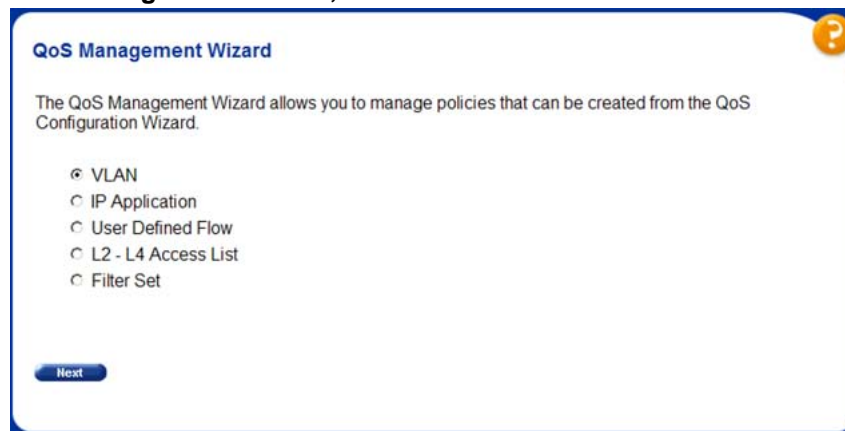 QoS Management Wizard
?
The QoS Management Wizard allows you to manage policies that can be created from the QoS
Configuration Wizard.
VLAN
IP Application
User Defined Flow
L2 - L4 Access List
Filter Set
Next